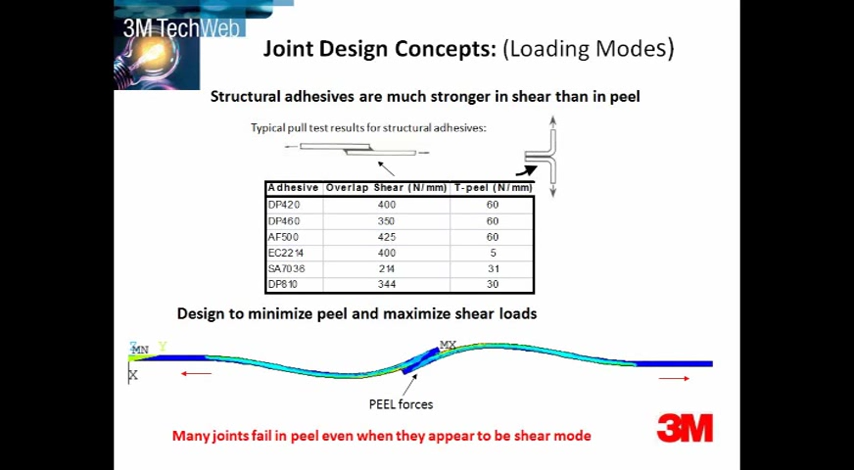 3M TechWeb
Joint Design Concepts: (Loading Modes)
Structural adhesives are much stronger in shear than in peel
Typical pull test results for structural adhesives:
Adhesive Overlap Shear (N/mm) T-peel (N/mm)
DP420 400 60
DP460 350 60
AF500 425 60
EC2214 400 5
SA7036 214 31
DP810 344 30
Design to minimize peel and maximize shear loads
Z MN Y
MX
X
PEEL forces
Many joints fail in peel even when they appear to be shear mode
3M